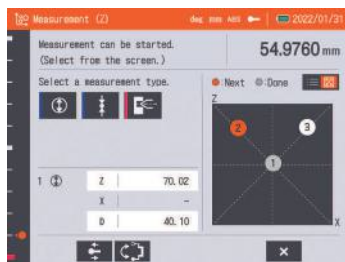 Measurement (Z)
deg mm ABS
2022/01/31
Measurement can be started.
(Select from the screen.)
54.9760 mm
Select a measurement type.
Next Done
Z
2
3
1
X
1
Z 70.02
X -
D 40.10